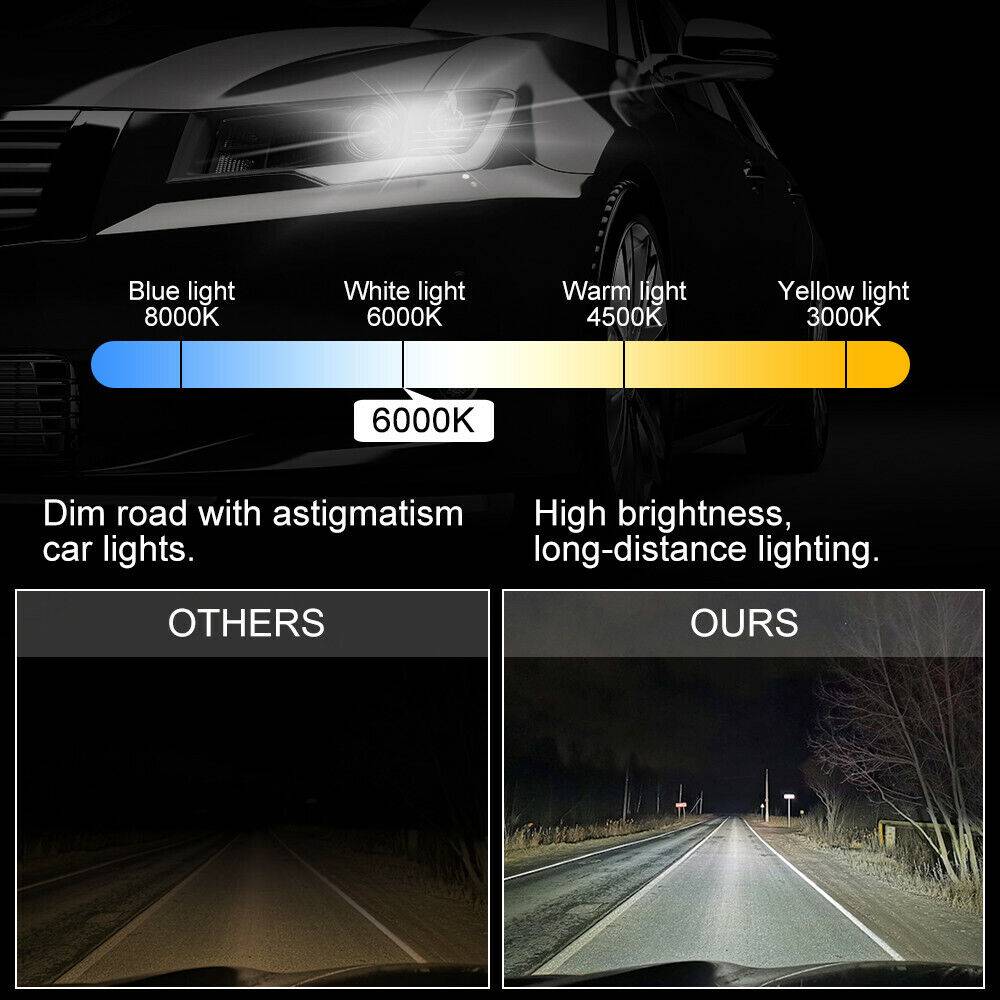 Blue light
8000K
White light
6000K
Warm light
4500K
Yellow light
3000K
6000K
Dim road with astigmatism
car lights.
High brightness,
long-distance lighting.
OTHERS
OURS